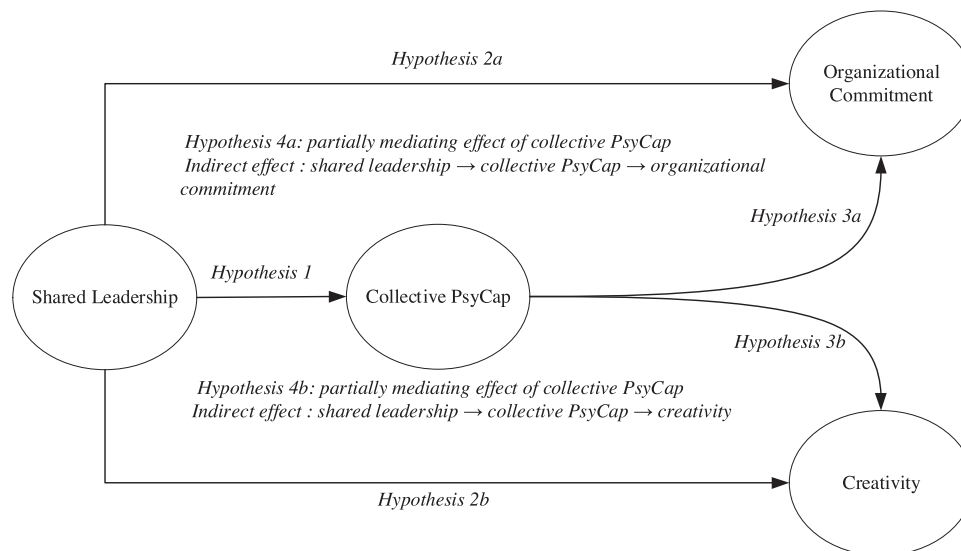 Hypothesis 2a
Organizational
Commitment
Hypothesis 4a: partially mediating effect of collective PsyCap
Indirect effect : shared leadership → collective PsyCap → organizational
commitment
Hypothesis 3a
Hypothesis 1
Shared Leadership
Collective PsyCap
Hypothesis 3b
Hypothesis 4b: partially mediating effect of collective PsyCap
Indirect effect : shared leadership → collective PsyCap → creativity
Creativity
Hypothesis 2b